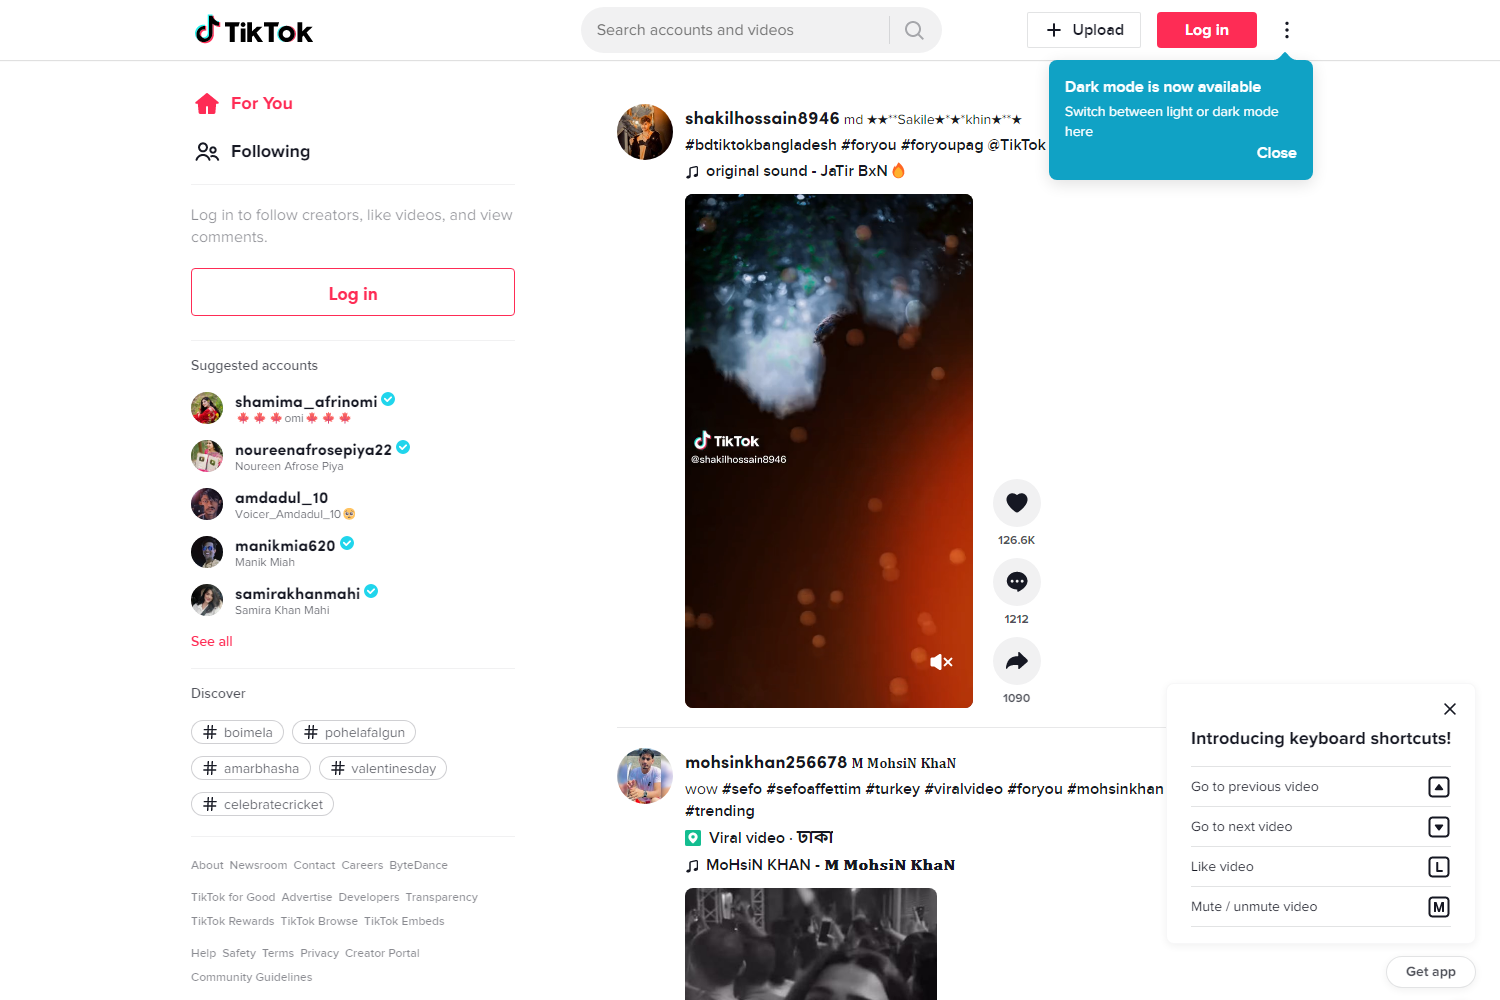 TikTok
Search accounts and videos
Upload
Log in
Dark mode is now available
Switch between light or dark mode
here
Close
For You
Following
Log in to follow creators, like videos, and view
comments.
Log in
Suggested accounts
shamima_afrinomi
🍁🍁🍁omi🍁🍁🍁
noureenafrosepiya22
Noureen Afrose Piya
amdadul_10
Voicer_Amdadul_10🥺
manikmia620
Manik Miah
samirakhanmahi
Samira Khan Mahi
See all
Discover
# boimela
# pohelafalgun
# amarbhasha
# valentinesday
# celebratecricket
About Newsroom Contact Careers ByteDance
TikTok for Good Advertise Developers Transparency
TikTok Rewards TikTok Browse TikTok Embeds
Help Safety Terms Privacy Creator Portal
Community Guidelines
shakilhossain8946 md ★★**Sakile★*★*khin★**★
#bdtiktokbangladesh #foryou #foryoupag @TikTok
♫ original sound - JaTir BxN🔥
TikTok
@shakilhossain8946
126.6K
1212
1090
mohsinkhan256678 M MohsiN KhaN
wow #sefo #sefoaffettim #turkey #viralvideo #foryou #mohsinkhan
#trending
Viral video · ঢাকা
♫ MoHsiN KHAN - M MohsiN KhaN
Introducing keyboard shortcuts!
Go to previous video
Go to next video
Like video L
Mute / unmute video M
Get app